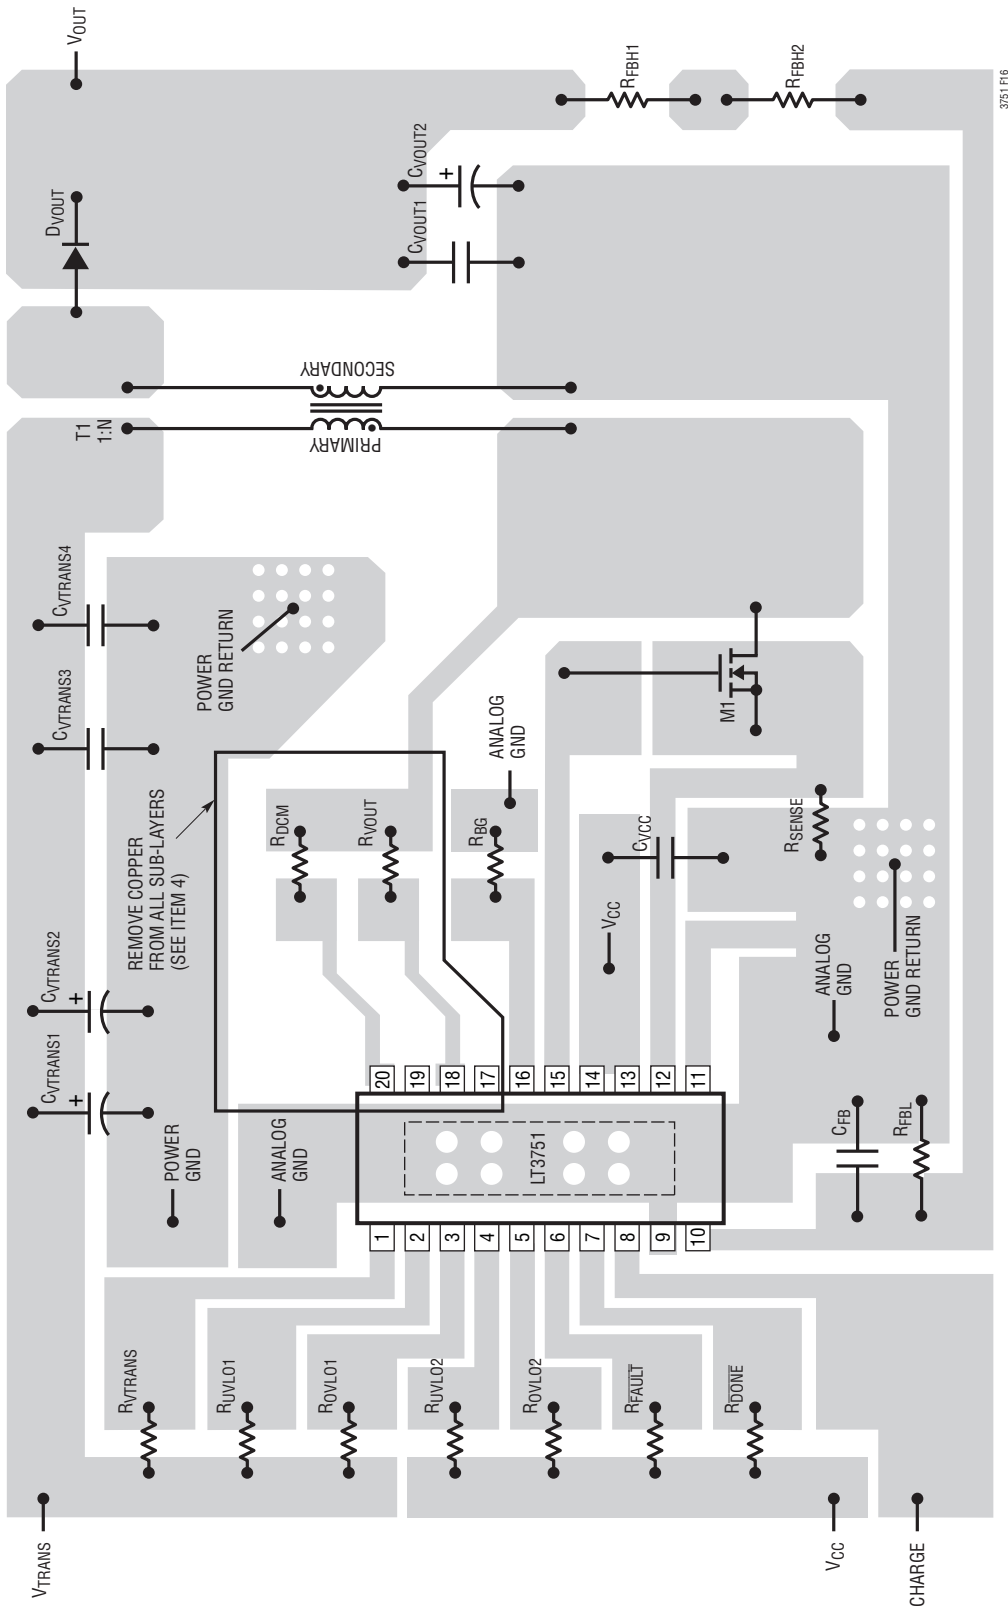 VOUT
DVOUT
CVOUT2
+
CVOUT1
RFBH1
RFBH2
3751 F16
T1
1:N
SECONDARY
PRIMARY
CVTRANS4
CVTRANS3
POWER
GND RETURN
M1
ANALOG
GND
REMOVE COPPER
FROM ALL SUB-LAYERS
(SEE ITEM 4)
RDCM
RVOUT
RBG
CVCC
RSENSE
VCC
CVTRANS2
+
CVTRANS1
+
ANALOG
GND
POWER
GND RETURN
POWER
GND
ANALOG
GND
20
19
18
17
16
15
14
13
12
11
LT3751
CFB
RFBL
1
2
3
4
5
6
7
8
9
10
RVTRANS
RUVLO1
ROVLO1
RUVLO2
ROVLO2
RFAULT
RDONE
VTRANS
VCC
CHARGE